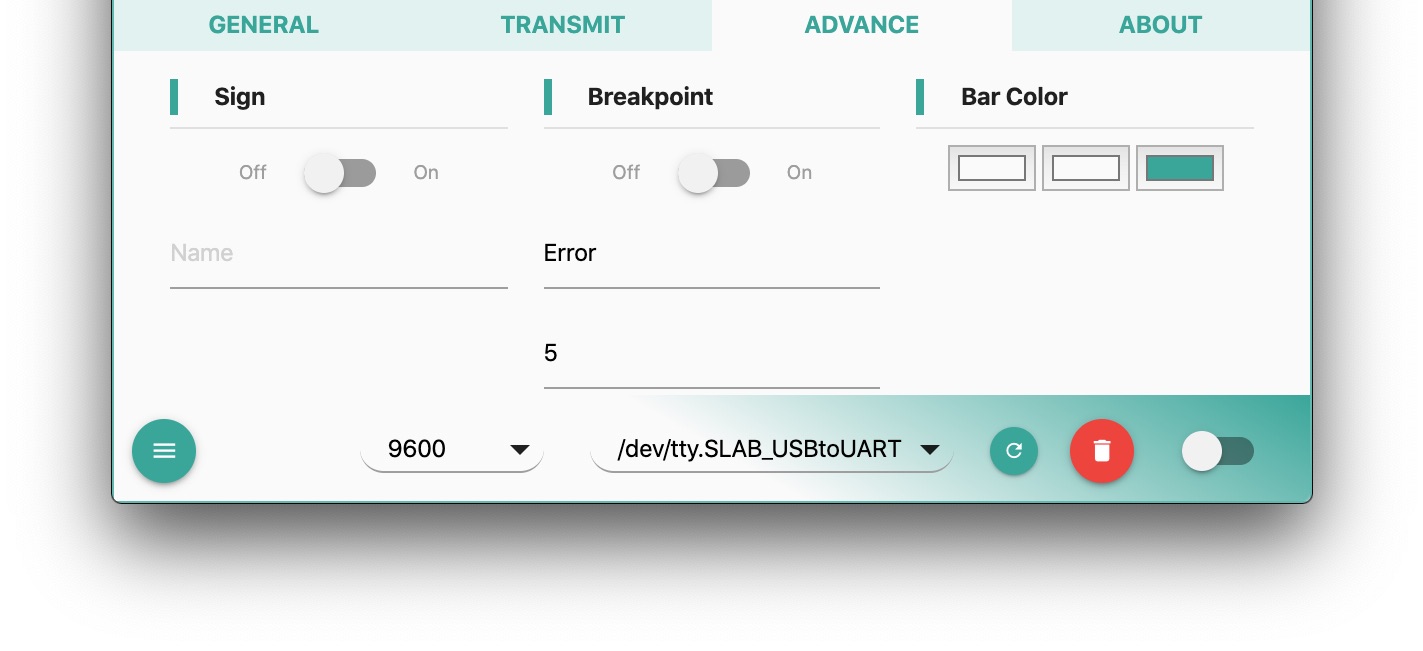 GENERAL TRANSMIT ADVANCE ABOUT
Sign Breakpoint Bar Color
Off On Off On
Name Error
5
9600 /dev/tty.SLAB_USBtoUART